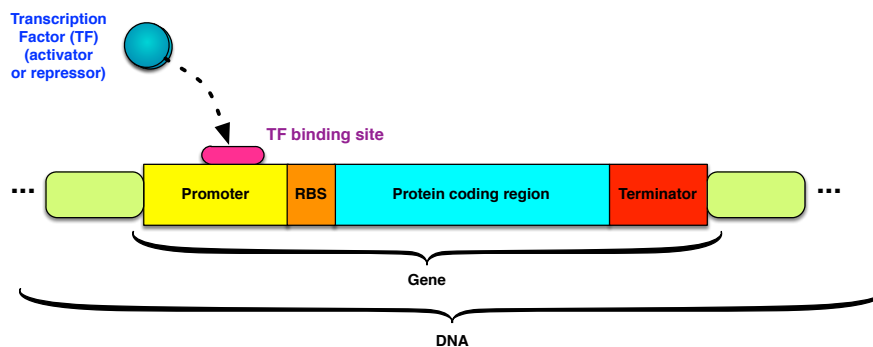 Transcription
Factor (TF)
(activator
or repressor)
TF binding site
... Promoter RBS Protein coding region Terminator ...
Gene
DNA